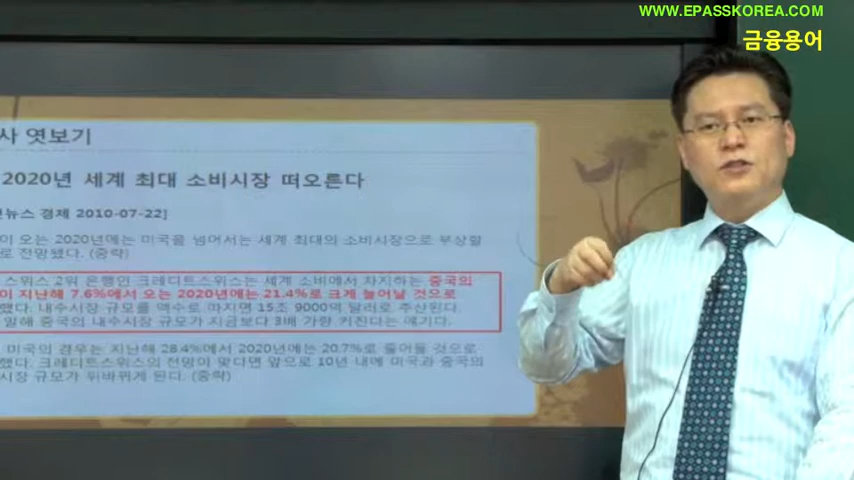 WWW.EPASSKOREA.COM
금융용어
사 엿보기
2020년 세계 최대 소비시장 떠오른다
뉴스 경제 2010-07-22]
이 오는 2020년에는 미국을 넘어서는 세계 최대의 소비시장으로 부상할
로 전망됐다. (중략)
스위스 2위 은행인 크레디트스위스는 세계 소비에서 차지하는 중국의
이 지난해 7.6%에서 오는 2020년에는 21.4%로 크게 늘어날 것으로
했다. 내수시장 규모를 액수로 따지면 15조 9000억 달러로 추산된다.
말해 중국의 내수시장 규모가 지금보다 3배 가량 커진다는 얘기다.
미국의 경우는 지난해 28.4%에서 2020년에는 20.7%로 줄어들 것으로
했다. 크레디트스위스의 전망이 맞다면 앞으로 10년 내에 미국과 중국의
시장 규모가 뒤바뀌게 된다. (중략)